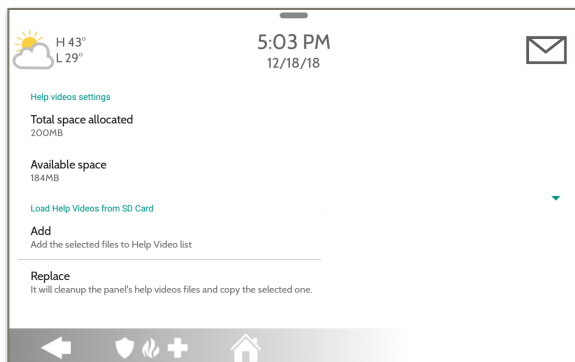 H 43°
L 29°
5:03 PM
12/18/18
Help videos settings
Total space allocated
200MB
Available space
184MB
Load Help Videos from SD Card
Add
Add the selected files to Help Video list
Replace
It will cleanup the panel's help videos files and copy the selected one.